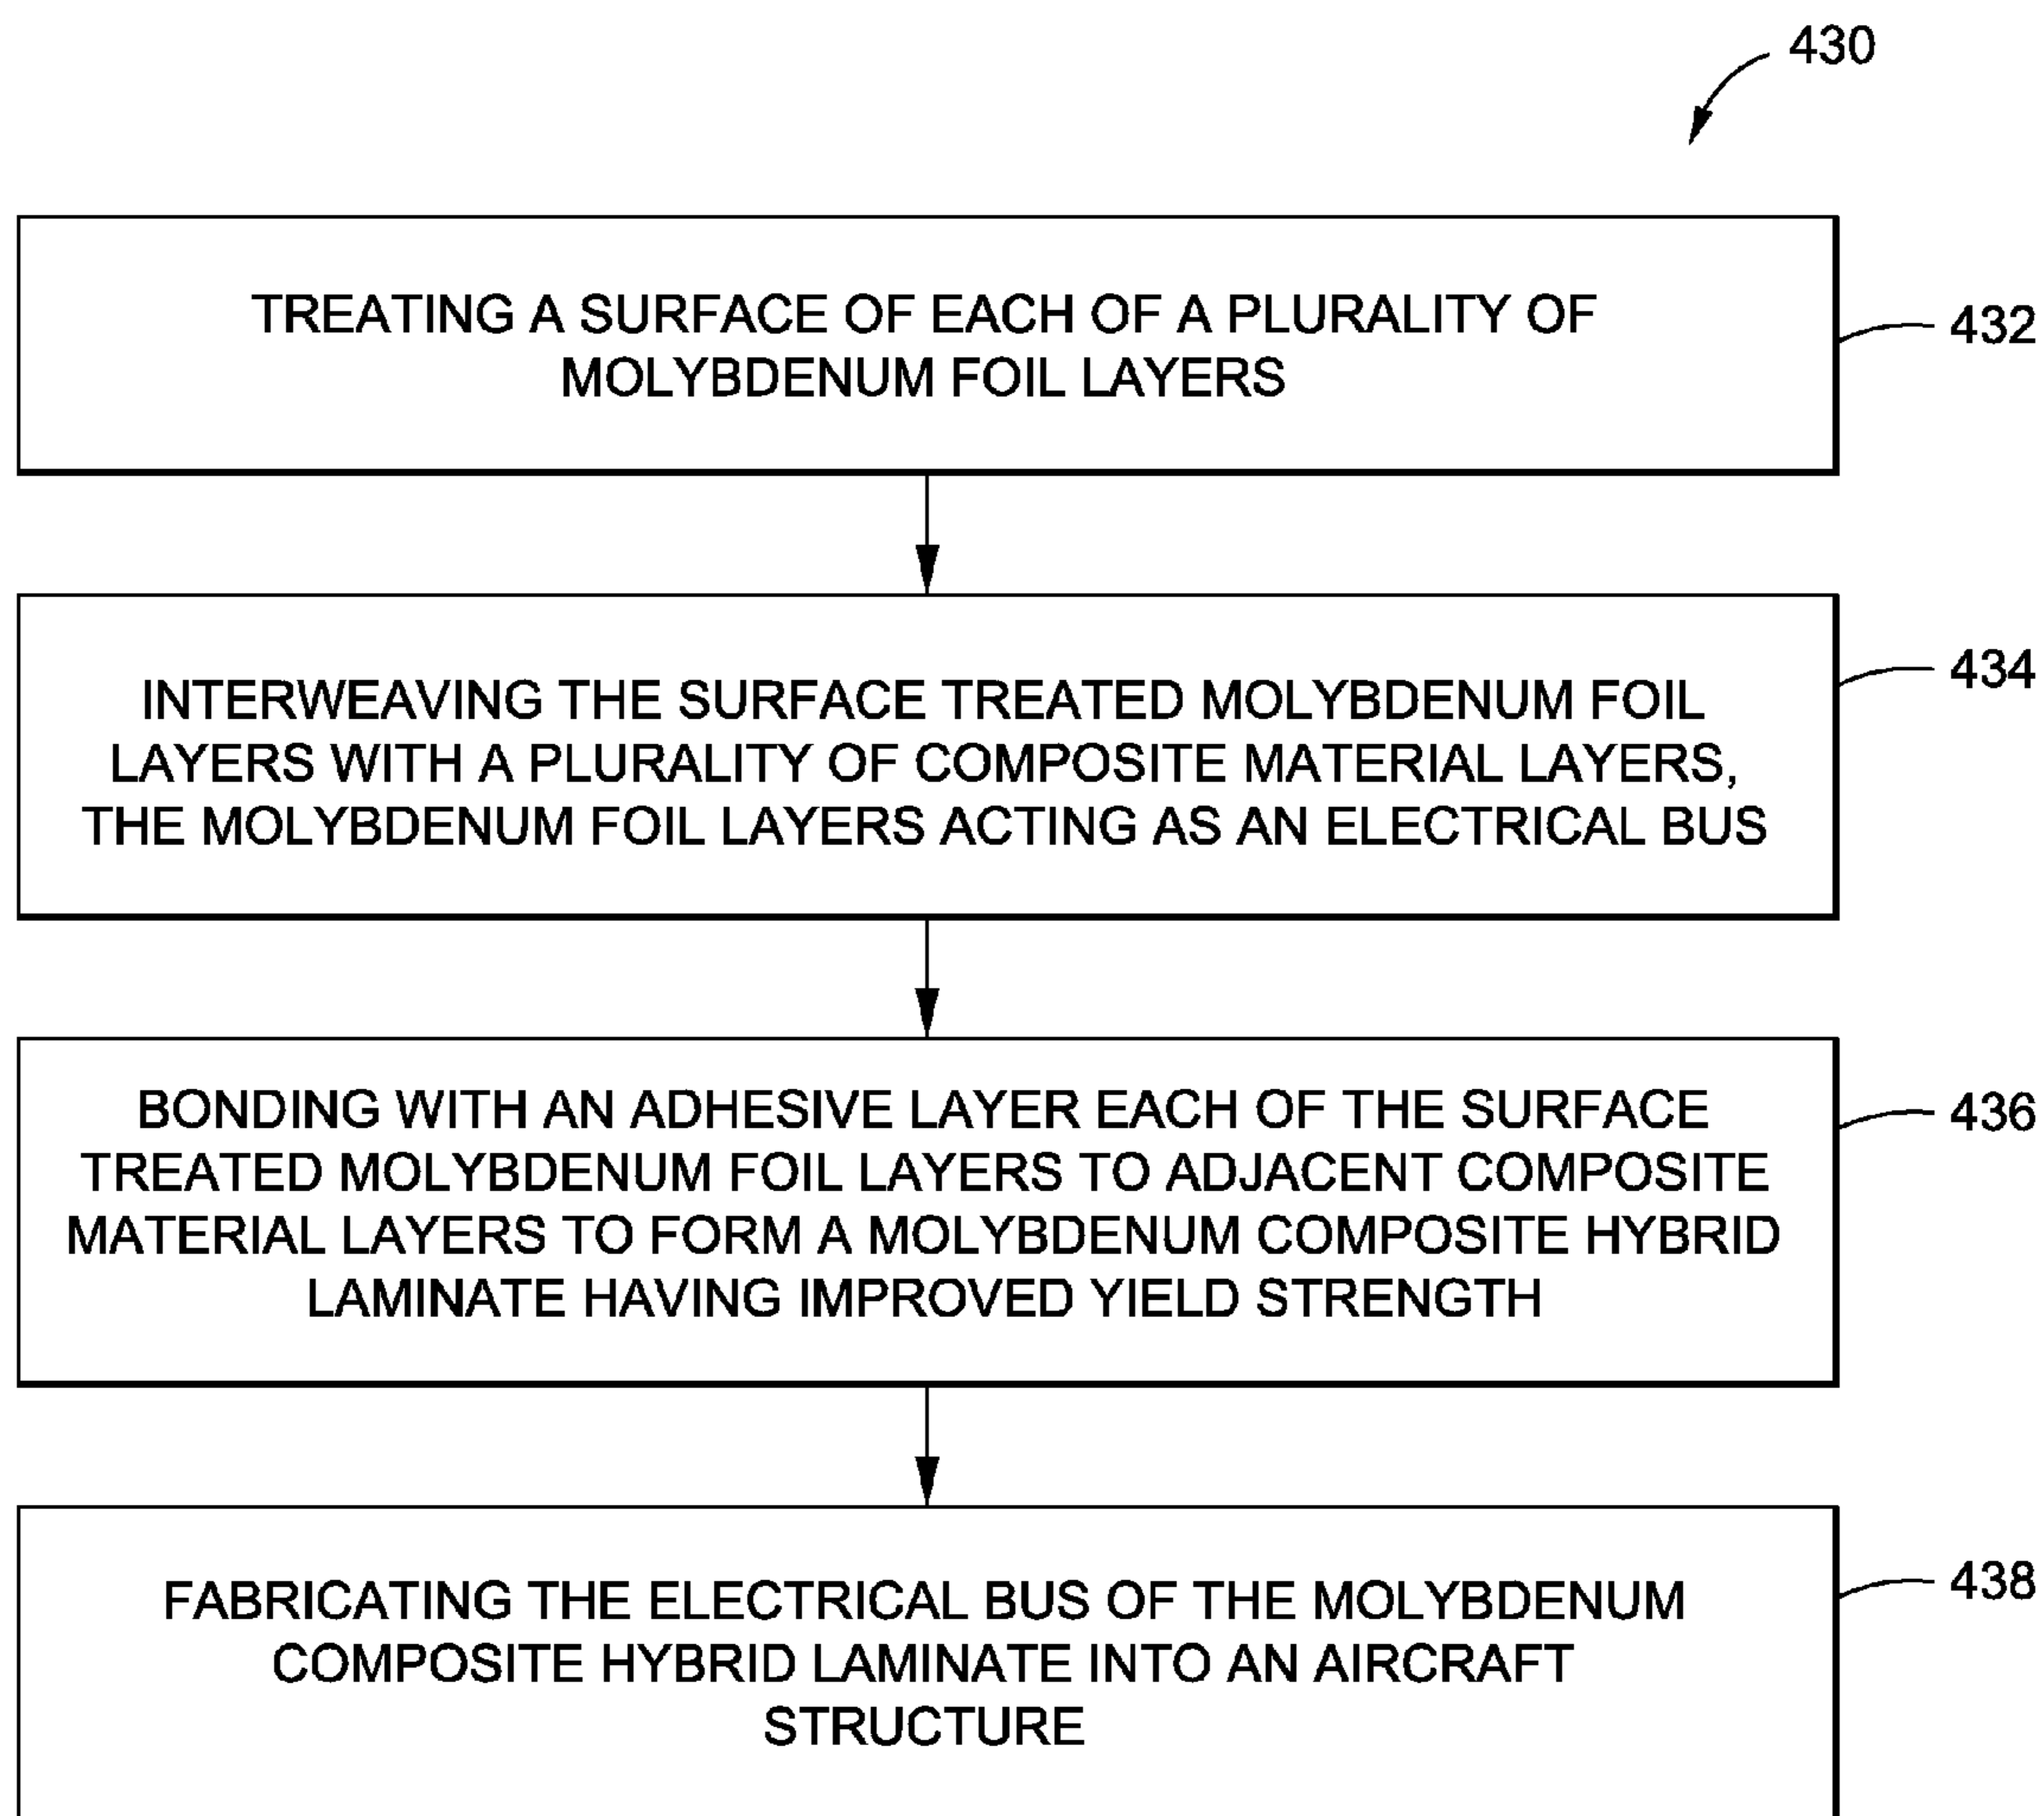 430
TREATING A SURFACE OF EACH OF A PLURALITY OF
MOLYBDENUM FOIL LAYERS
432
INTERWEAVING THE SURFACE TREATED MOLYBDENUM FOIL
LAYERS WITH A PLURALITY OF COMPOSITE MATERIAL LAYERS,
THE MOLYBDENUM FOIL LAYERS ACTING AS AN ELECTRICAL BUS
434
BONDING WITH AN ADHESIVE LAYER EACH OF THE SURFACE
TREATED MOLYBDENUM FOIL LAYERS TO ADJACENT COMPOSITE
MATERIAL LAYERS TO FORM A MOLYBDENUM COMPOSITE HYBRID
LAMINATE HAVING IMPROVED YIELD STRENGTH
436
FABRICATING THE ELECTRICAL BUS OF THE MOLYBDENUM
COMPOSITE HYBRID LAMINATE INTO AN AIRCRAFT
STRUCTURE
438